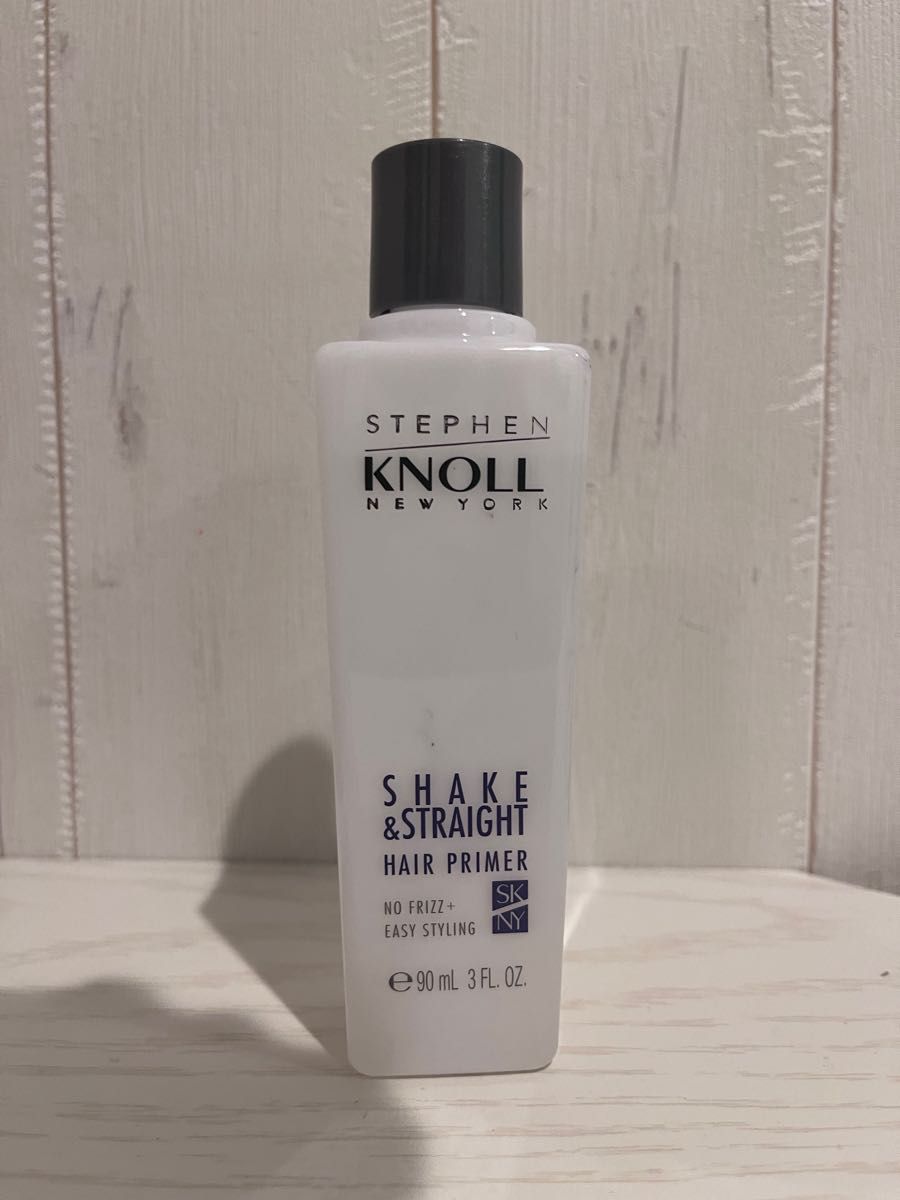 STEPHEN
KNOLL
NEW YORK
SHAKE
&STRAIGHT
HAIR PRIMER
NO FRIZZ+
EASY STYLING
SK
NY
℮90 mL 3 FL. OZ.